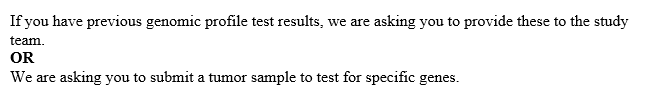 If you have previous genomic profile test results, we are asking you to provide these to the study
team.
OR
We are asking you to submit a tumor sample to test for specific genes.